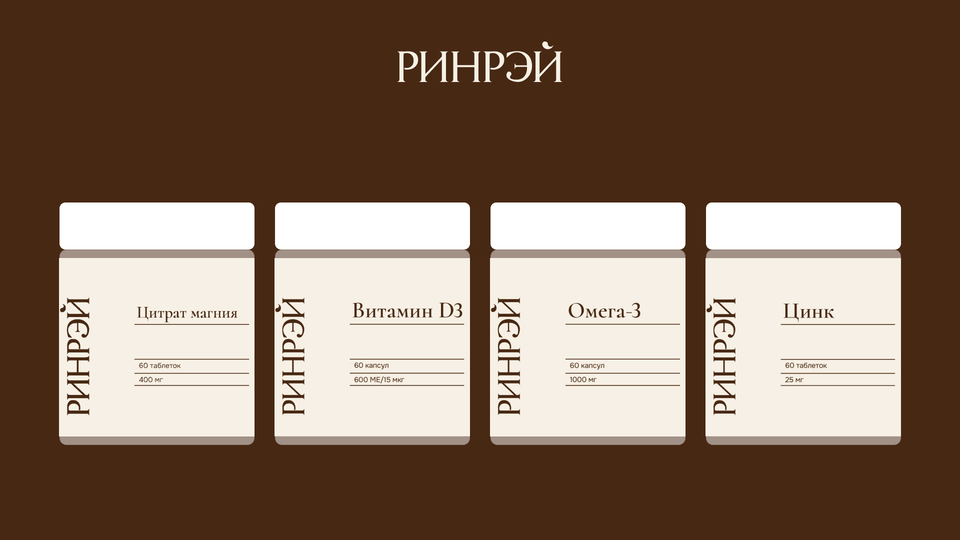 РИНРЭЙ
РИНРЭЙ
Цитрат магния
60 таблеток
400 мг
РИНРЭЙ
Витамин D3
60 капсул
600 МЕ/15 мкг
РИНРЭЙ
Омега-3
60 капсул
1000 мг
РИНРЭЙ
Цинк
60 таблеток
25 мг